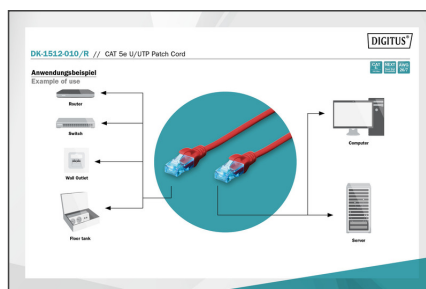 DIGITUS®
DK-1512-010/R // CAT 5e U/UTP Patch Cord
Anwendungsbeispiel
Example of use
Router
Switch
Wall Outlet
Floor tank
Computer
Server